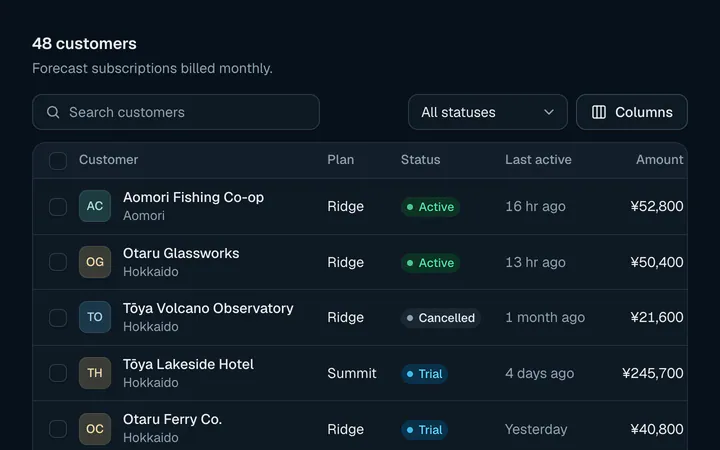 48 customers
Forecast subscriptions billed monthly.
Search customers
All statuses
Columns
Customer Plan Status Last active Amount
AC Aomori Fishing Co-op Ridge Active 16 hr ago ¥52,800
Aomori
OG Otaru Glassworks Ridge Active 13 hr ago ¥50,400
Hokkaido
TO Tōya Volcano Observatory Ridge Cancelled 1 month ago ¥21,600
Hokkaido
TH Tōya Lakeside Hotel Summit Trial 4 days ago ¥245,700
Hokkaido
OC Otaru Ferry Co. Ridge Trial Yesterday ¥40,800
Hokkaido